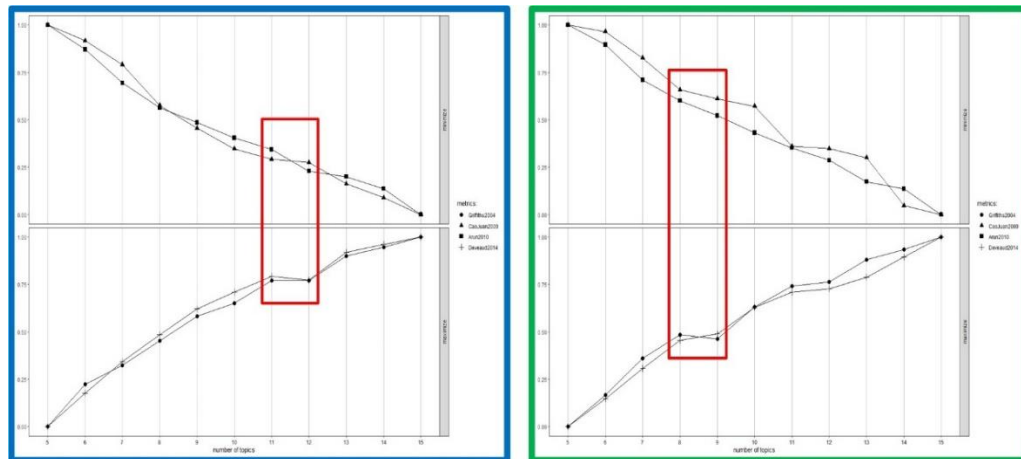 1.00
0.75
0.50
0.25
0.00
minimize
1.00
0.75
0.50
0.25
0.00
maximize
5 6 7 8 9 10 11 12 13 14 15
number of topics
metrics:
Griffiths2004
CaoJuan2009
Arun2010
Deveaud2014
1.00
0.75
0.50
0.25
0.00
minimize
1.00
0.75
0.50
0.25
0.00
maximize
5 6 7 8 9 10 11 12 13 14 15
number of topics
metrics:
Griffiths2004
CaoJuan2009
Arun2010
Deveaud2014